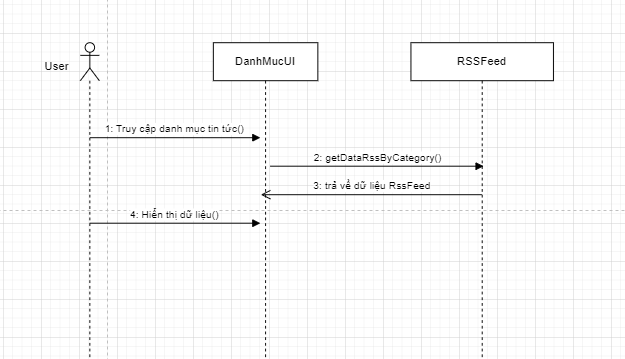 User
DanhMucUI
RSSFeed
1: Truy cập danh mục tin tức()
2: getDataRssByCategory()
3: trả về dữ liệu RssFeed
4: Hiển thị dữ liệu()